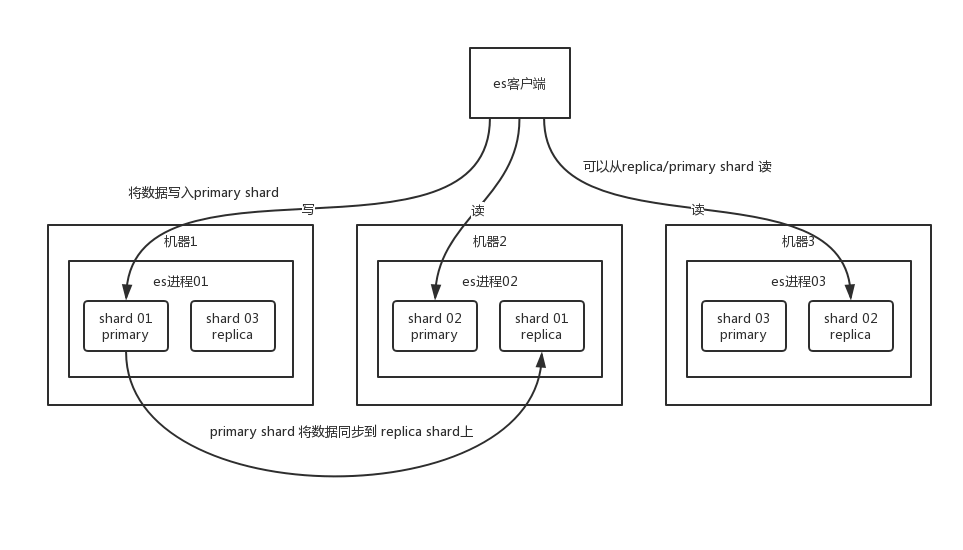 es客户端
可以从replica/primary shard 读
将数据写入primary shard
写
读
读
机器1
机器2
机器3
es进程01
es进程02
es进程03
shard 01
primary
shard 03
replica
shard 02
primary
shard 01
replica
shard 03
primary
shard 02
replica
primary shard 将数据同步到 replica shard上